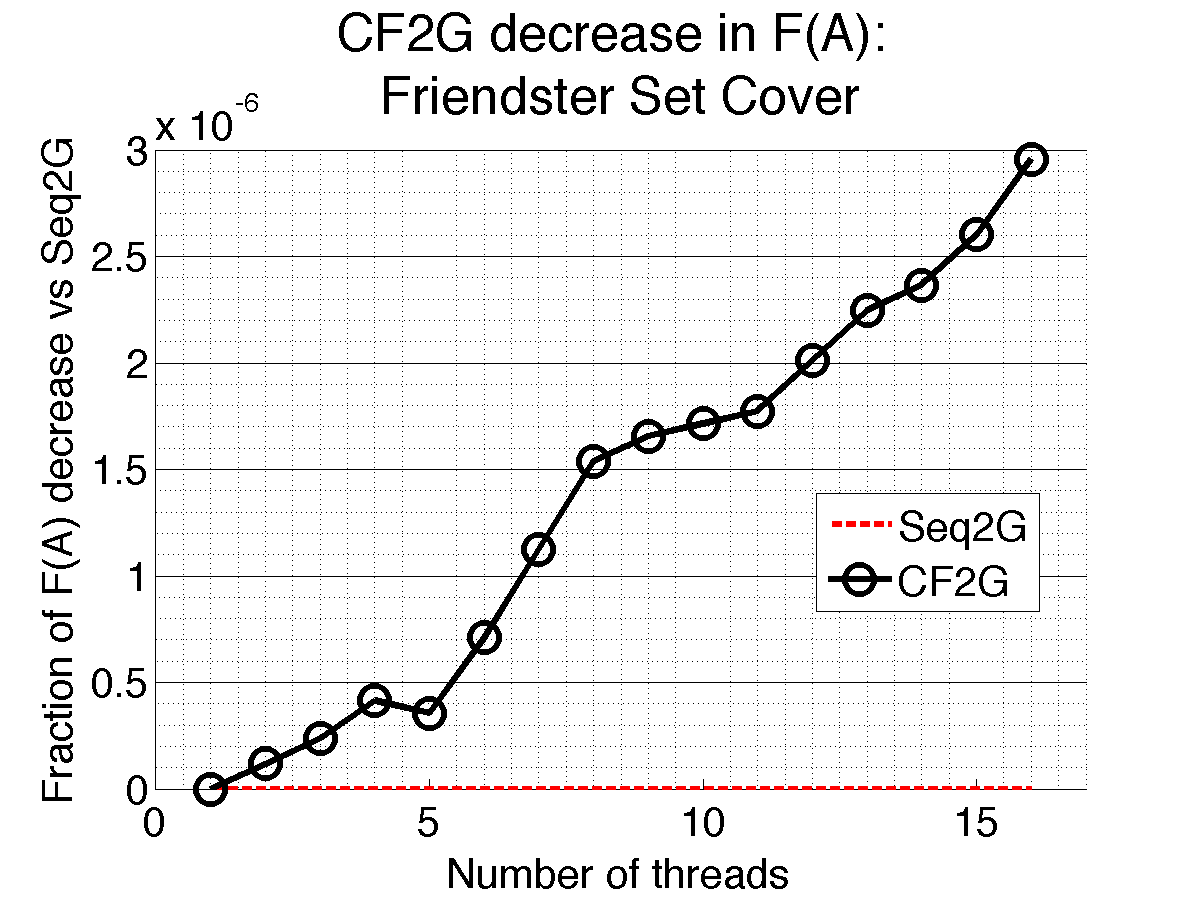 CF2G decrease in F(A):
Friendster Set Cover
x 10-6
Fraction of F(A) decrease vs Seq2G
3
2.5
2
1.5
1
0.5
0
0 5 10 15
Number of threads
Seq2G
CF2G